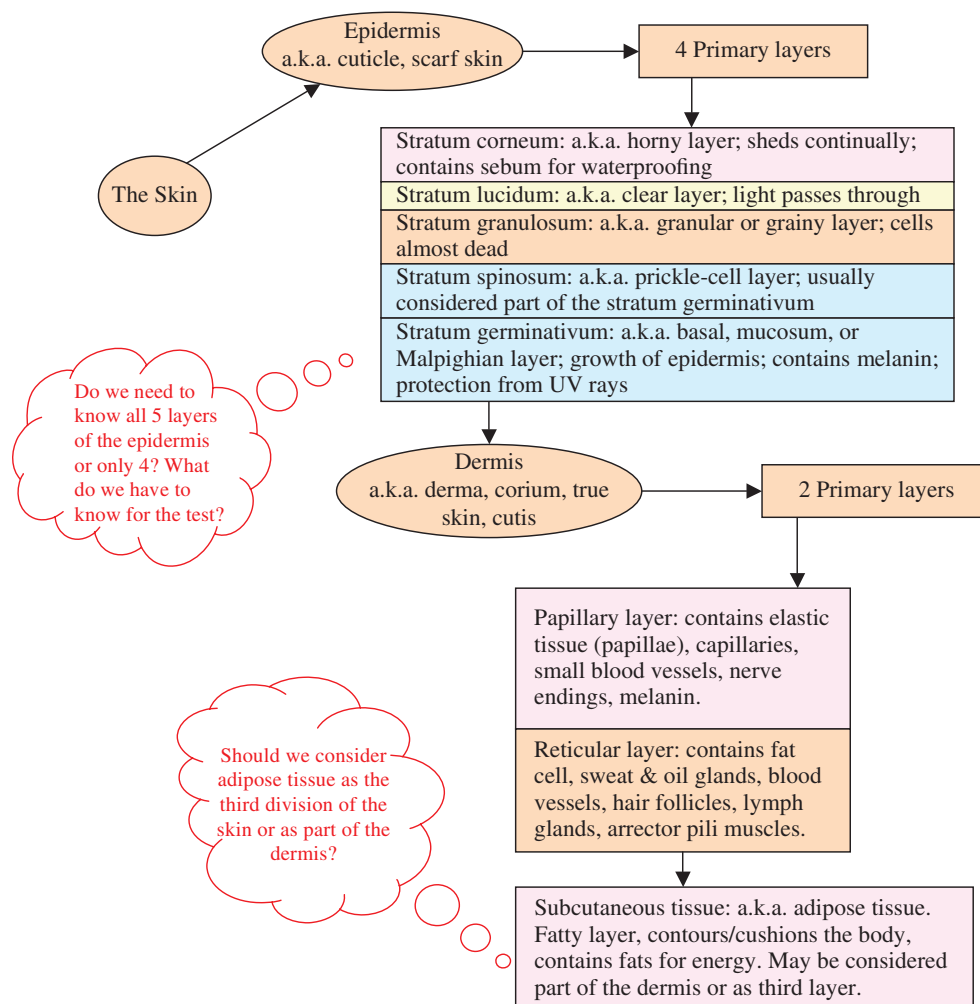 Epidermis
a.k.a. cuticle, scarf skin
4 Primary layers
The Skin
Stratum corneum: a.k.a. horny layer; sheds continually;
contains sebum for waterproofing
Stratum lucidum: a.k.a. clear layer; light passes through
Stratum granulosum: a.k.a. granular or grainy layer; cells
almost dead
Stratum spinosum: a.k.a. prickle-cell layer; usually
considered part of the stratum germinativum
Stratum germinativum: a.k.a. basal, mucosum, or
Malpighian layer; growth of epidermis; contains melanin;
protection from UV rays
Do we need to
know all 5 layers
of the epidermis
or only 4? What
do we have to
know for the test?
Dermis
a.k.a. derma, corium, true
skin, cutis
2 Primary layers
Papillary layer: contains elastic
tissue (papillae), capillaries,
small blood vessels, nerve
endings, melanin.
Reticular layer: contains fat
cell, sweat & oil glands, blood
vessels, hair follicles, lymph
glands, arrector pili muscles.
Should we consider
adipose tissue as the
third division of the
skin or as part of the
dermis?
Subcutaneous tissue: a.k.a. adipose tissue.
Fatty layer, contours/cushions the body,
contains fats for energy. May be considered
part of the dermis or as third layer.